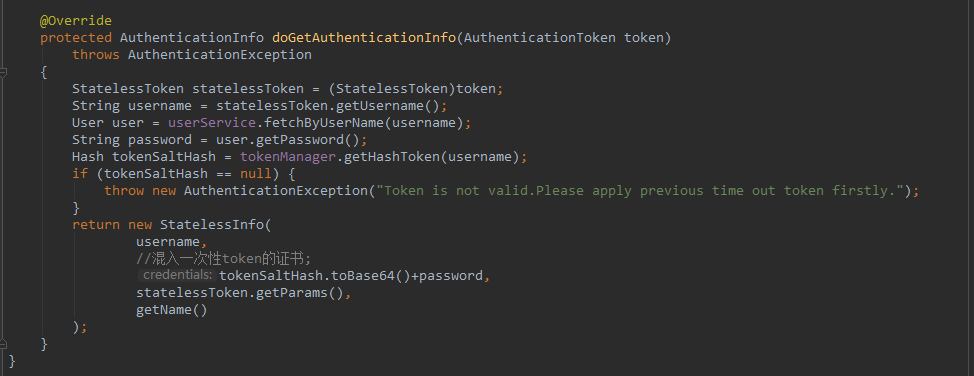 @Override
protected AuthenticationInfo doGetAuthenticationInfo(AuthenticationToken token)
throws AuthenticationException
{
StatelessToken statelessToken = (StatelessToken)token;
String username = statelessToken.getUsername();
User user = userService.fetchByUserName(username);
String password = user.getPassword();
Hash tokenSaltHash = tokenManager.getHashToken(username);
if (tokenSaltHash == null) {
throw new AuthenticationException("Token is not valid.Please apply previous time out token firstly.");
}
return new StatelessInfo(
username,
//混入一次性token的证书;
credentials: tokenSaltHash.toBase64()+password,
statelessToken.getParams(),
getName()
);
}
}